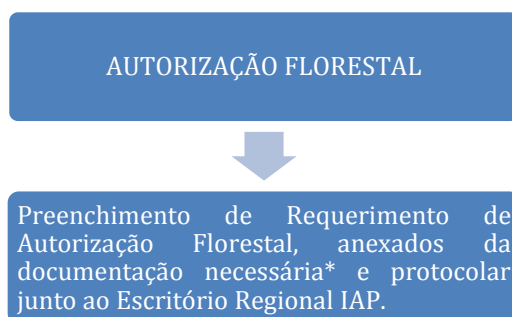 AUTORIZAÇÃO FLORESTAL
Preenchimento de Requerimento de
Autorização Florestal, anexados da
documentação necessária* e protocolar
junto ao Escritório Regional IAP.